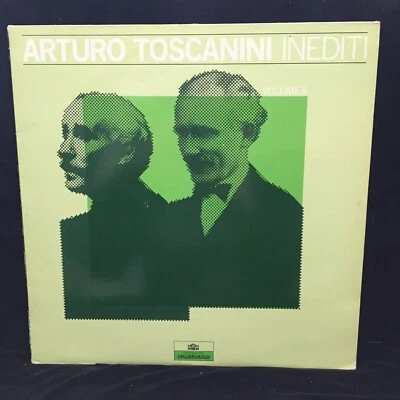 ARTURO TOSCANINI INEDITI
VOLUME II